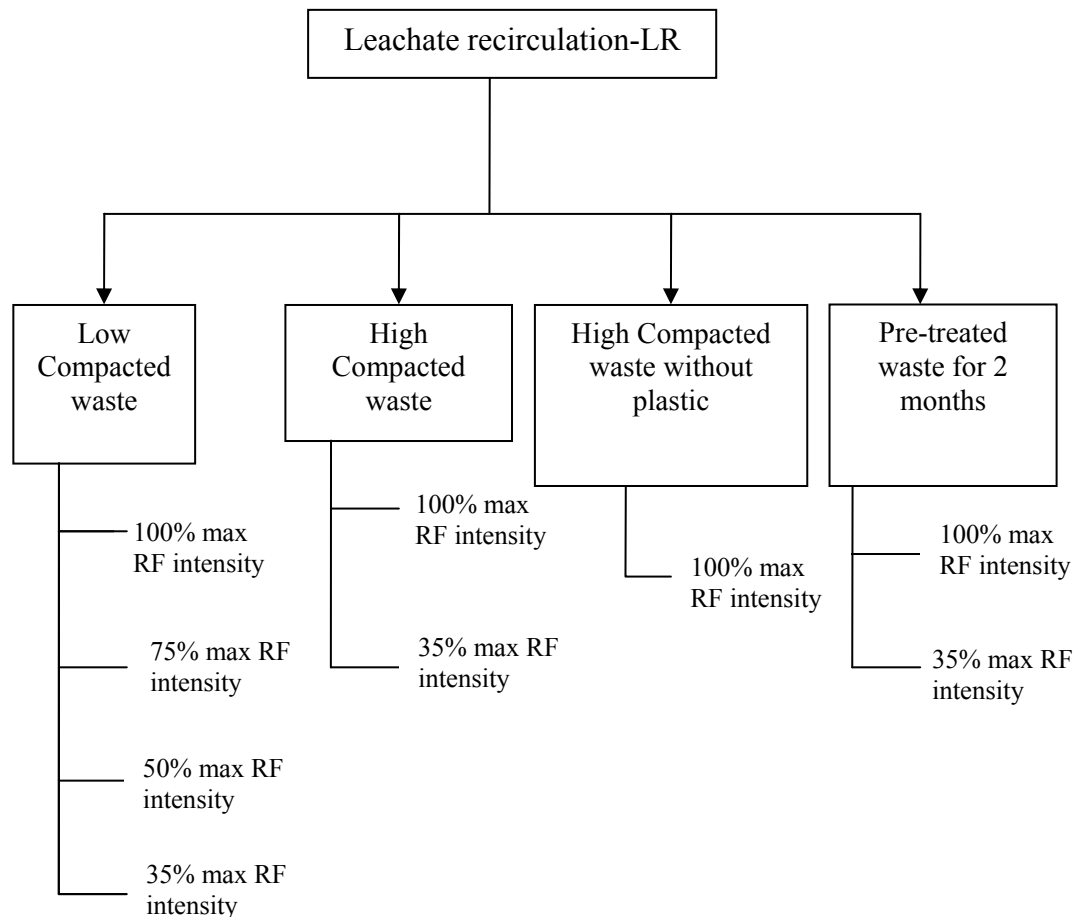 Leachate recirculation-LR
Low
Compacted
waste
High
Compacted
waste
High Compacted
waste without
plastic
Pre-treated
waste for 2
months
100% max
RF intensity
75% max RF
intensity
50% max RF
intensity
35% max RF
intensity
100% max
RF intensity
35% max RF
intensity
100% max
RF intensity
100% max
RF intensity
35% max RF
intensity